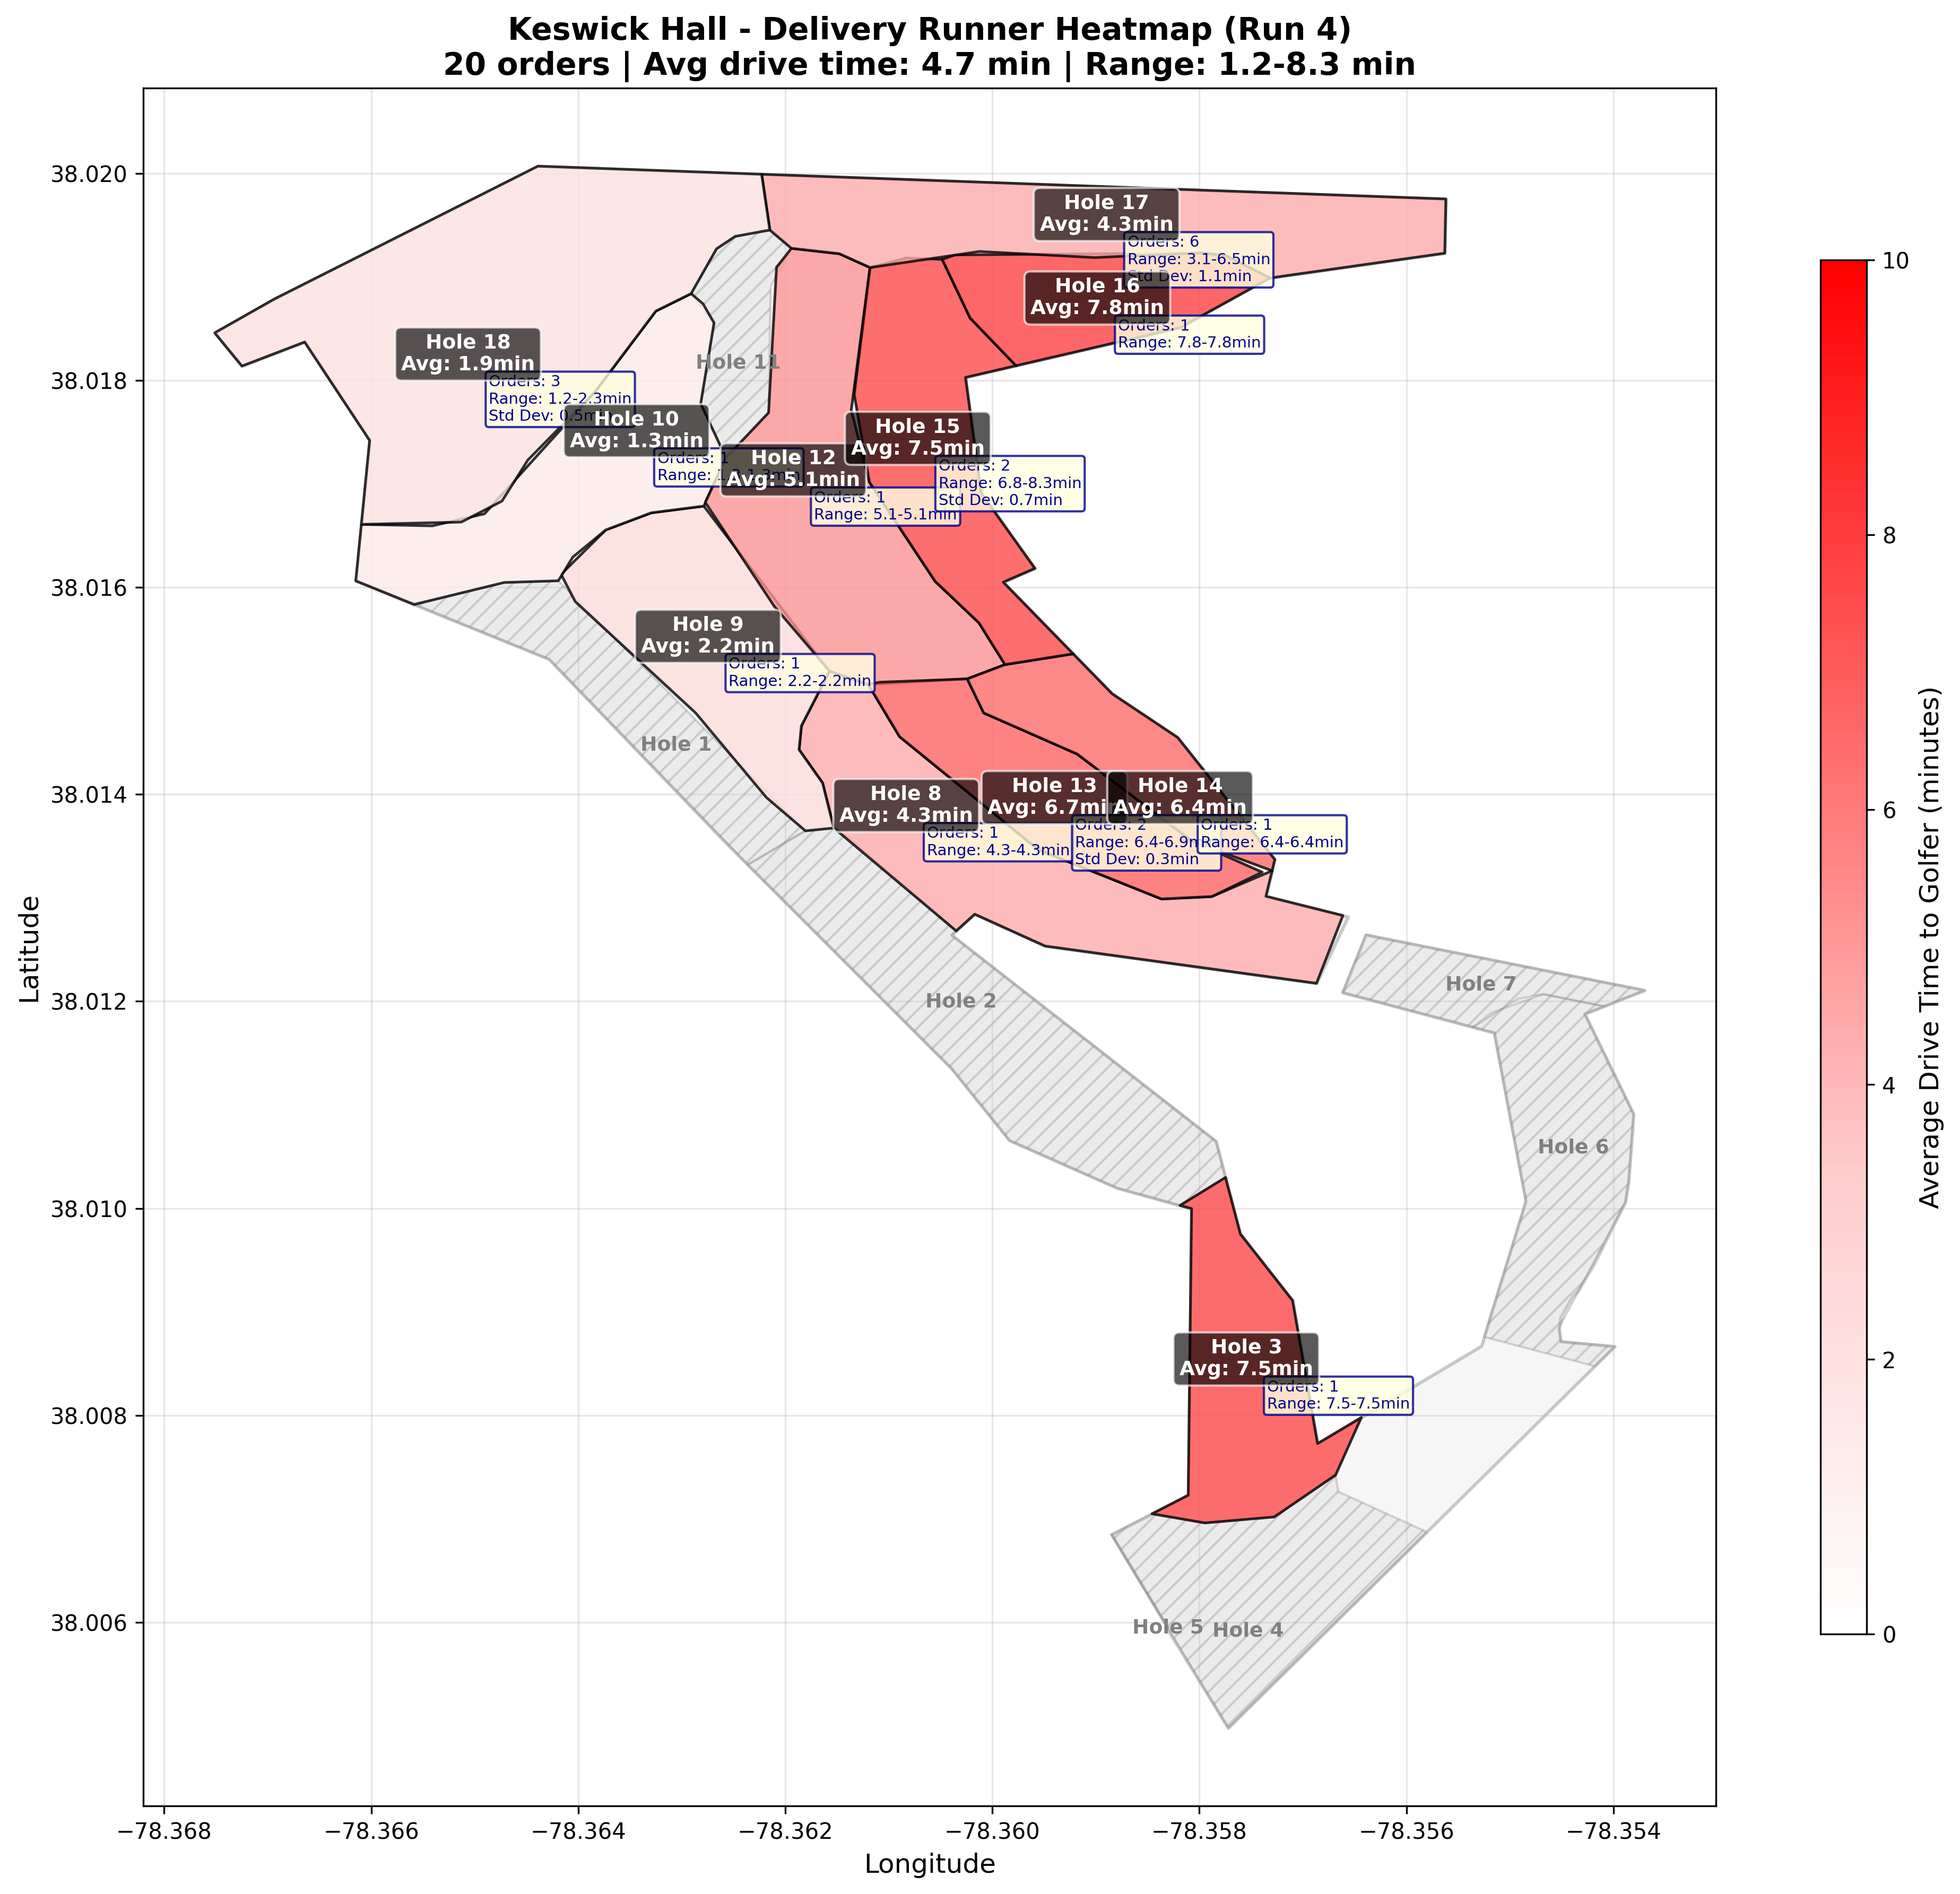 Keswick Hall - Delivery Runner Heatmap (Run 4)
20 orders | Avg drive time: 4.7 min | Range: 1.2-8.3 min
Hole 17
Avg: 4.3min
Orders: 6
Range: 3.1-6.5min
Std Dev: 1.1min
Hole 16
Avg: 7.8min
Orders: 1
Range: 7.8-7.8min
Hole 18
Avg: 1.9min
Orders: 3
Range: 1.2-2.3min
Std Dev: 0.5min
Hole 11
Hole 10
Avg: 1.3min
Orders: 1
Range: 1.3-1.3min
Hole 12
Avg: 5.1min
Orders: 1
Range: 5.1-5.1min
Hole 15
Avg: 7.5min
Orders: 2
Range: 6.8-8.3min
Std Dev: 0.7min
Hole 9
Avg: 2.2min
Orders: 1
Range: 2.2-2.2min
Hole 1
Hole 8
Avg: 4.3min
Orders: 1
Range: 4.3-4.3min
Hole 13
Avg: 6.7min
Orders: 2
Range: 6.4-6.9min
Std Dev: 0.3min
Hole 14
Avg: 6.4min
Orders: 1
Range: 6.4-6.4min
Hole 2
Hole 7
Hole 6
Hole 3
Avg: 7.5min
Orders: 1
Range: 7.5-7.5min
Hole 5
Hole 4
38.020
38.018
38.016
38.014
38.012
38.010
38.008
38.006
Latitude
−78.368
−78.366
−78.364
−78.362
−78.360
−78.358
−78.356
−78.354
Longitude
10
8
6
4
2
0
Average Drive Time to Golfer (minutes)